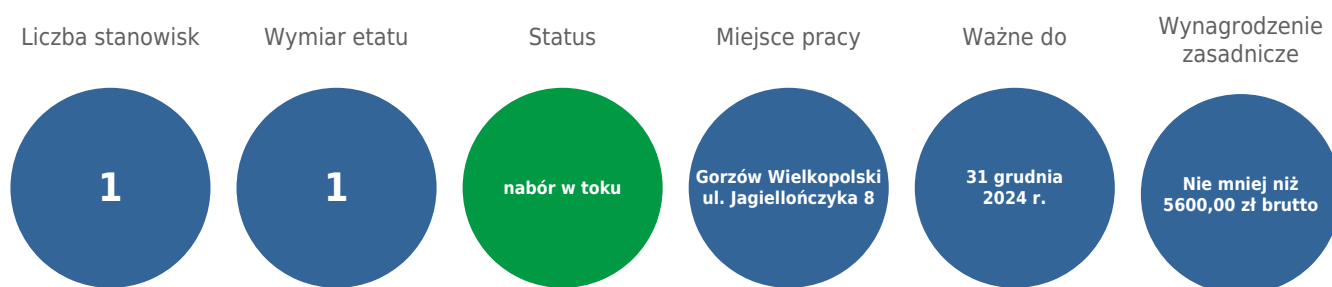 Liczba stanowisk
1
Wymiar etatu
1
Status
nabór w toku
Miejsce pracy
Gorzów Wielkopolski
ul. Jagiellończyka 8
Ważne do
31 grudnia
2024 r.
Wynagrodzenie
zasadnicze
Nie mniej niż
5600,00 zł brutto